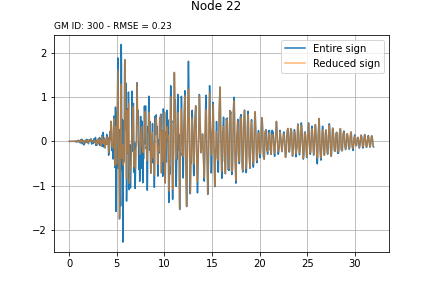 Node 22
GM ID: 300 - RMSE = 0.23
Entire sign
Reduced sign
2
1
0
−1
−2
0 5 10 15 20 25 30